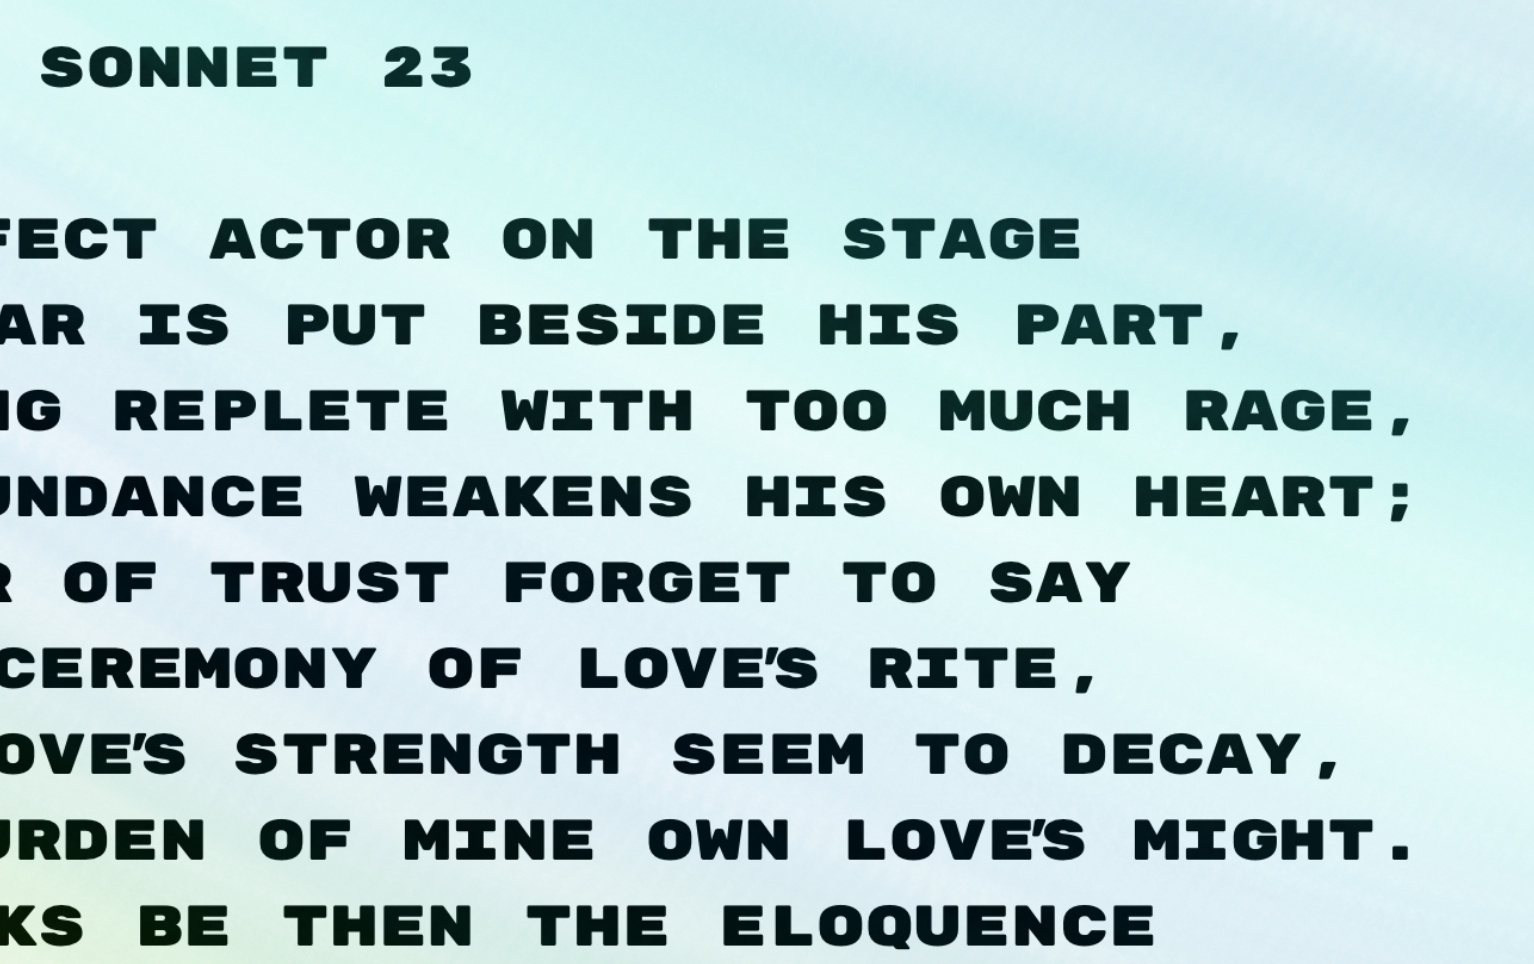 SONNET 23
FECT ACTOR ON THE STAGE
AR IS PUT BESIDE HIS PART,
NG REPLETE WITH TOO MUCH RAGE,
UNDANCE WEAKENS HIS OWN HEART;
R OF TRUST FORGET TO SAY
CEREMONY OF LOVE’S RITE,
OVE’S STRENGTH SEEM TO DECAY,
URDEN OF MINE OWN LOVE’S MIGHT.
KS BE THEN THE ELOQUENCE